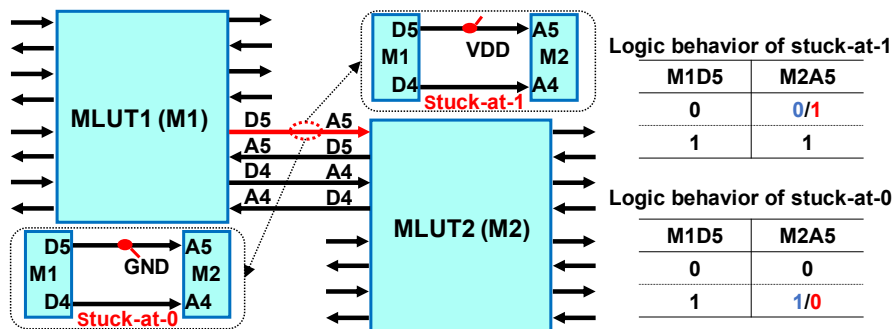 D5 A5
VDD
M1 M2
D4 A4
Stuck-at-1
MLUT1 (M1)
D5 A5
A5 D5
D4 A4
A4 D4
MLUT2 (M2)
D5 A5
GND
M1 M2
D4 A4
Stuck-at-0
Logic behavior of stuck-at-1
M1D5 M2A5
0 0/1
1 1
Logic behavior of stuck-at-0
M1D5 M2A5
0 0
1 1/0